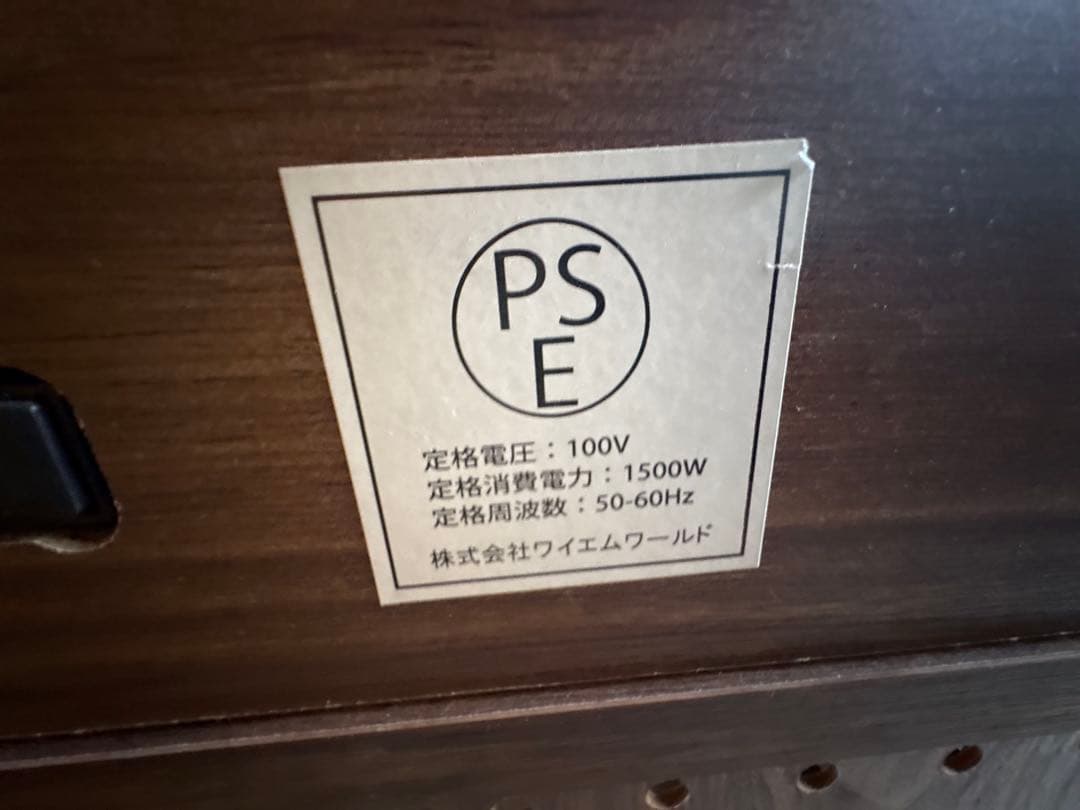 PS
E
定格電圧：100V
定格消費電力：1500W
定格周波数：50-60Hz
株式会社ワイエムワールド